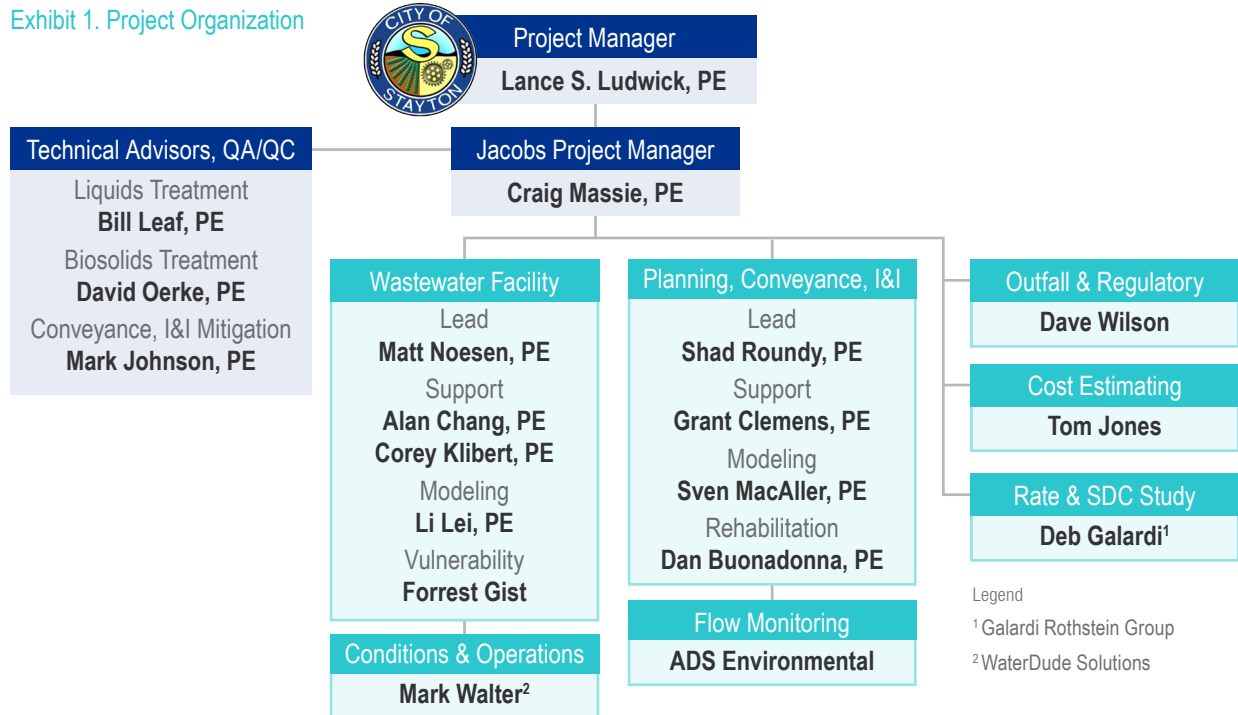 Exhibit 1. Project Organization
CITY OF
S
STAYTON
Project Manager
Lance S. Ludwick, PE
Technical Advisors, QA/QC
Liquids Treatment
Bill Leaf, PE
Biosolids Treatment
David Oerke, PE
Conveyance, I&I Mitigation
Mark Johnson, PE
Jacobs Project Manager
Craig Massie, PE
Wastewater Facility
Lead
Matt Noesen, PE
Support
Alan Chang, PE
Corey Klibert, PE
Modeling
Li Lei, PE
Vulnerability
Forrest Gist
Conditions & Operations
Mark Walter²
Planning, Conveyance, I&I
Lead
Shad Roundy, PE
Support
Grant Clemens, PE
Modeling
Sven MacAller, PE
Rehabilitation
Dan Buonadonna, PE
Flow Monitoring
ADS Environmental
Outfall & Regulatory
Dave Wilson
Cost Estimating
Tom Jones
Rate & SDC Study
Deb Galardi¹
Legend
¹ Galardi Rothstein Group
² WaterDude Solutions